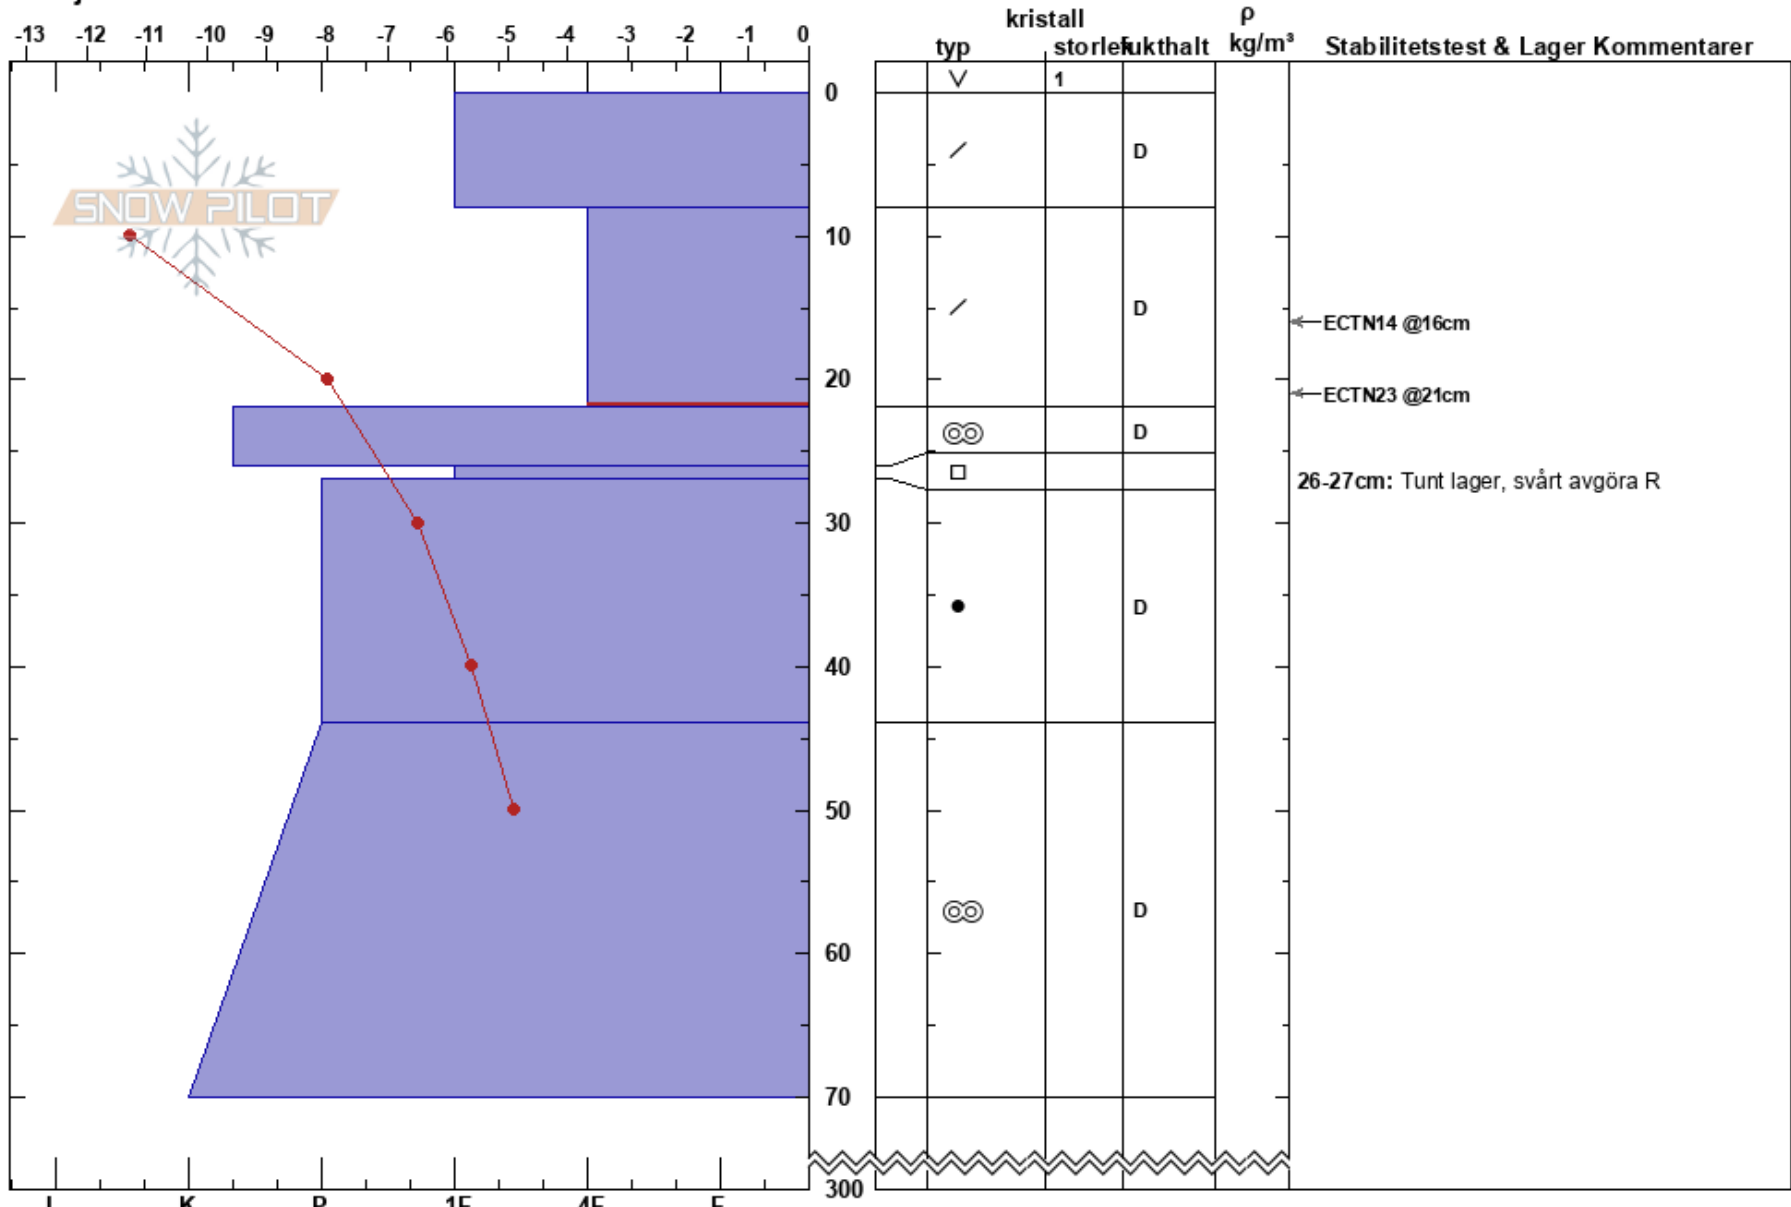 kristall ρ
-13 -12 -11 -10 -9 -8 -7 -6 -5 -4 -3 -2 -1 0 typ storlek fukthalt kg/m³ Stabilitetstest & Lager Kommentarer
1
0
D
SNOW PILOT
10
D
ECTN14 @16cm
20
ECTN23 @21cm
D
26-27cm: Tunt lager, svårt avgöra R
30
D
40
50
D
60
70
300
I K P 1F 4F F